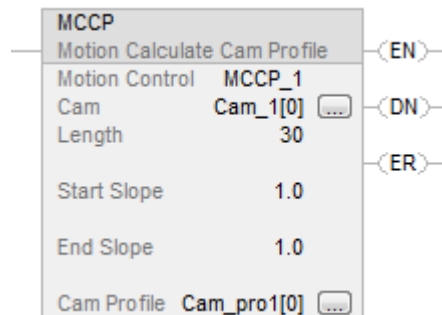 MCCP
Motion Calculate Cam Profile
EN
Motion Control MCCP_1
Cam Cam_1[0] ...
DN
Length 30
ER
Start Slope 1.0
End Slope 1.0
Cam Profile Cam_pro1[0] ...